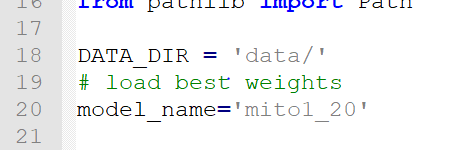 16 from pathlib import Path
17
18 DATA_DIR = 'data/'
19 # load best weights
20 model_name='mito1_20'
21